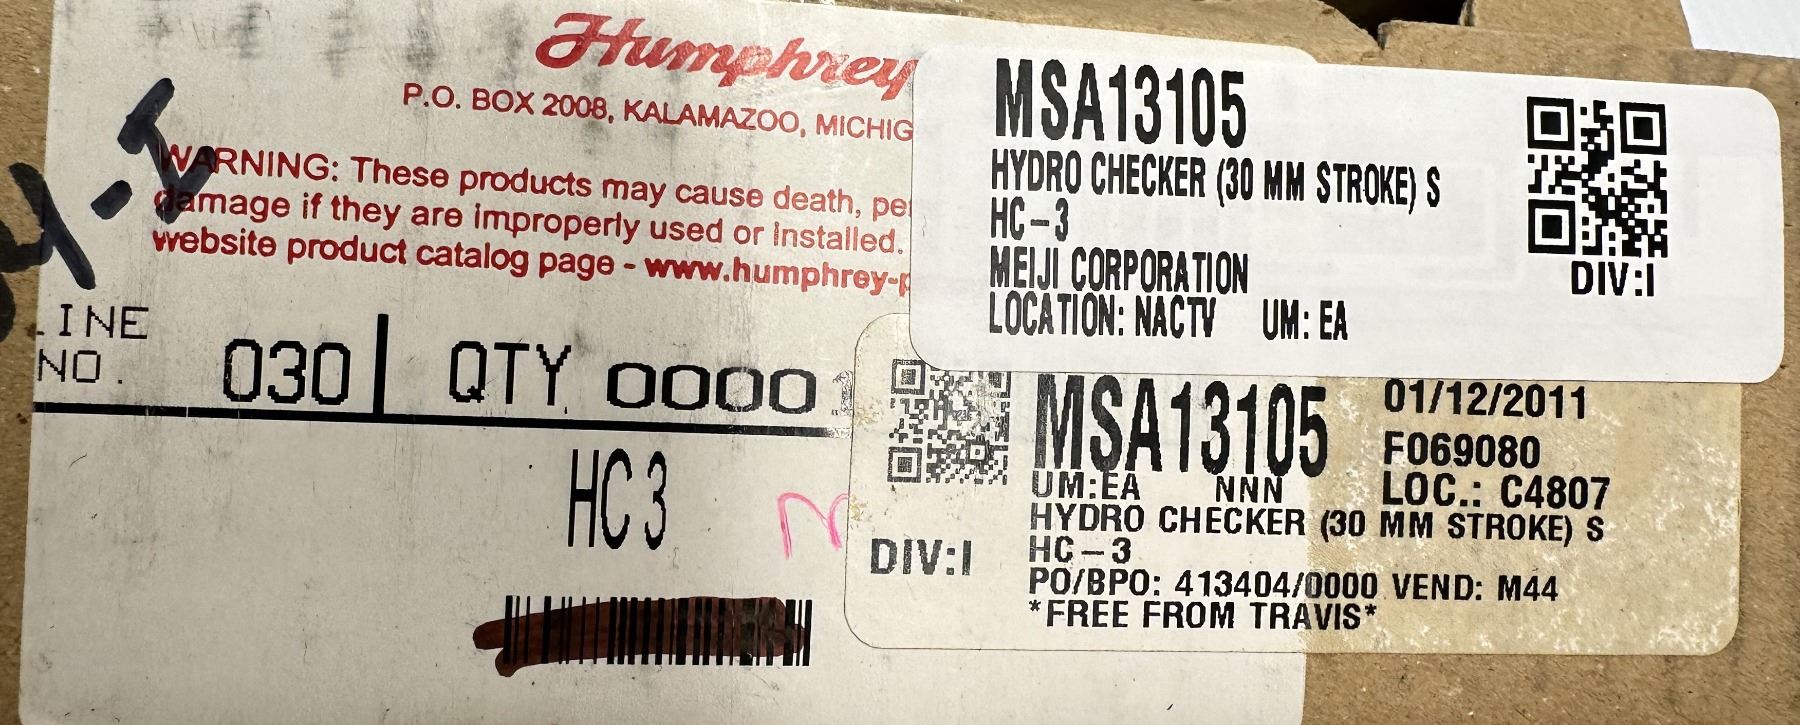 Humphrey
P.O. BOX 2008, KALAMAZOO, MICHIG
WARNING: These products may cause death, pe
damage if they are improperly used or installed.
website product catalog page - www.humphrey-p
LINE
NO.
030 | QTY 0000
HC3
MSA13105
HYDRO CHECKER (30 MM STROKE) S
HC-3
MEIJI CORPORATION
LOCATION: NACTV UM: EA
DIV:I
MSA13105
01/12/2011
F069080
UM:EA NNN
LOC.: C4807
HYDRO CHECKER (30 MM STROKE) S
HC-3
DIV:I
PO/BPO: 413404/0000 VEND: M44
*FREE FROM TRAVIS*